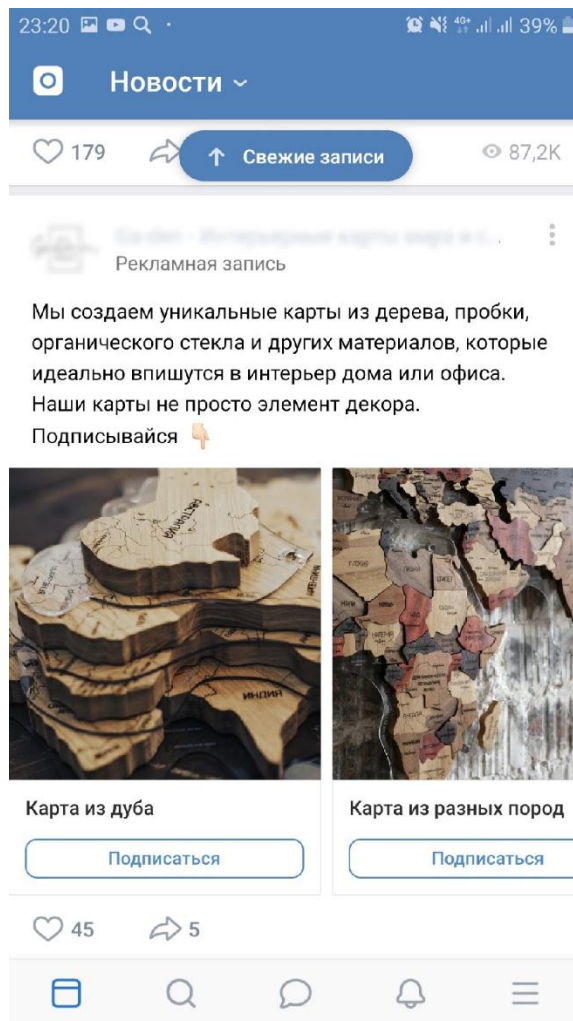 23:20 4G+ 39%
Новости
179 Свежие записи 87,2K
Рекламная запись
Мы создаем уникальные карты из дерева, пробки,
органического стекла и других материалов, которые
идеально впишутся в интерьер дома или офиса.
Наши карты не просто элемент декора.
Подписывайся
АВСТРАЛИЯ
ИНДИЯ
Карта из дуба Карта из разных пород
Подписаться Подписаться
45 5